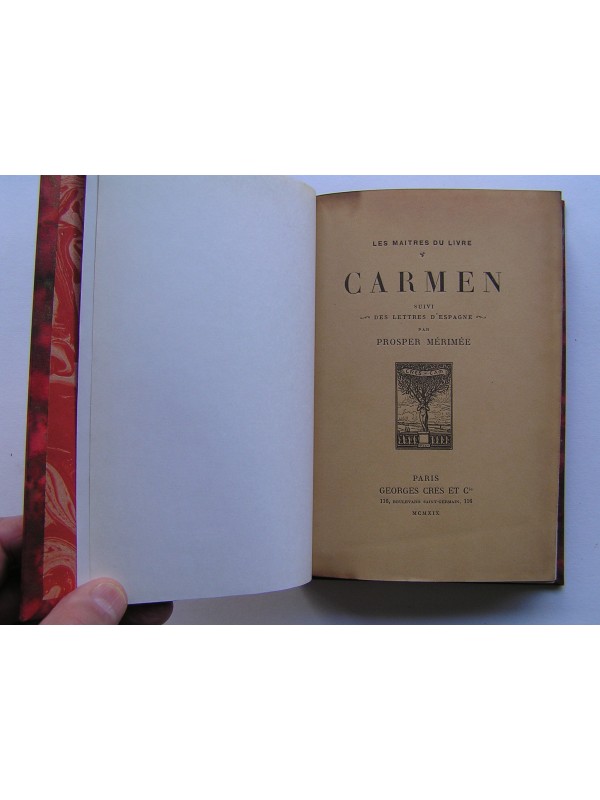 LES MAITRES DU LIVRE
CARMEN
SUIVI
DES LETTRES D'ESPAGNE
PAR
PROSPER MÉRIMÉE
PARIS
GEORGES CRES ET Cie
116, BOULEVARD SAINT-GERMAIN, 116
MCMXIX